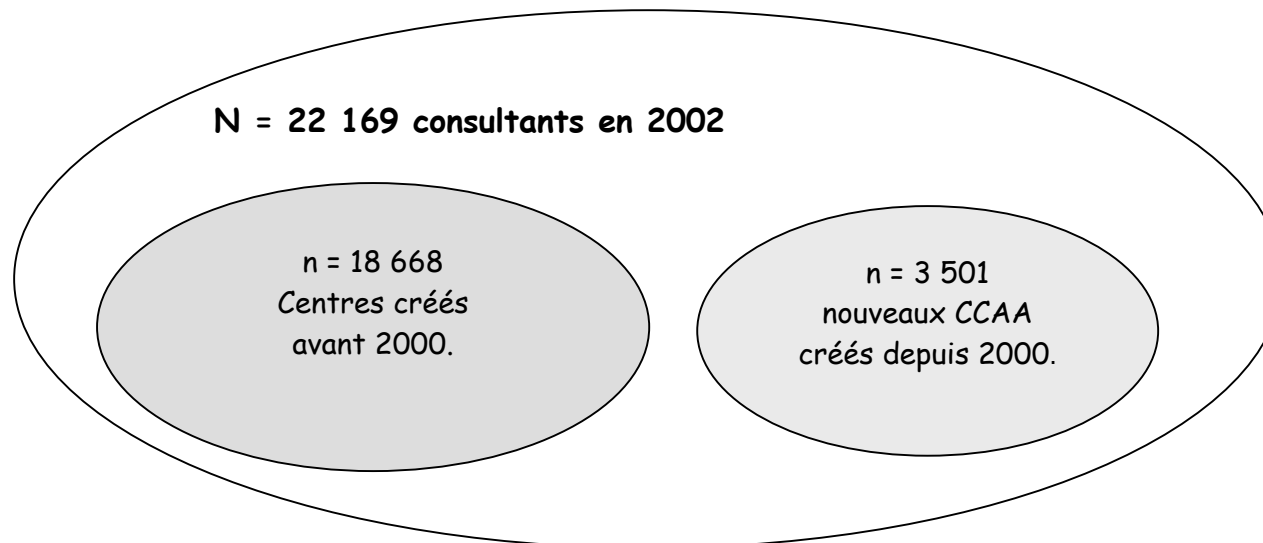 N = 22 169 consultants en 2002
n = 18 668
Centres créés
avant 2000.
n = 3 501
nouveaux CCAA
créés depuis 2000.